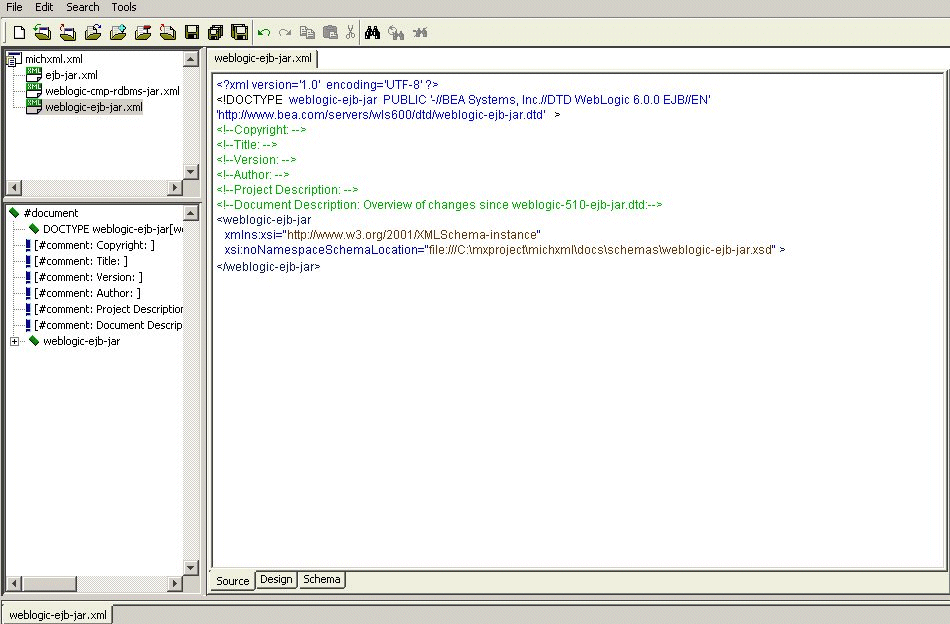 File Edit Search Tools
michxml.xml
ejb-jar.xml
weblogic-cmp-rdbms-jar.xml
weblogic-ejb-jar.xml
#document
DOCTYPE weblogic-ejb-jar[we
[#comment: Copyright: ]
[#comment: Title: ]
[#comment: Version: ]
[#comment: Author: ]
[#comment: Project Description
[#comment: Document Descrip
weblogic-ejb-jar
weblogic-ejb-jar.xml
<?xml version='1.0' encoding='UTF-8' ?>
<!DOCTYPE weblogic-ejb-jar PUBLIC '-//BEA Systems, Inc.//DTD WebLogic 6.0.0 EJB//EN'
'http://www.bea.com/servers/wls600/dtd/weblogic-ejb-jar.dtd' >
<!--Copyright: -->
<!--Title: -->
<!--Version: -->
<!--Author: -->
<!--Project Description: -->
<!--Document Description: Overview of changes since weblogic-510-ejb-jar.dtd:-->
<weblogic-ejb-jar
xmlns:xsi="http://www.w3.org/2001/XMLSchema-instance"
xsi:noNamespaceSchemaLocation="file:///C:\mxproject\michxml\docs\schemas\weblogic-ejb-jar.xsd" >
</weblogic-ejb-jar>
Source Design Schema
weblogic-ejb-jar.xml